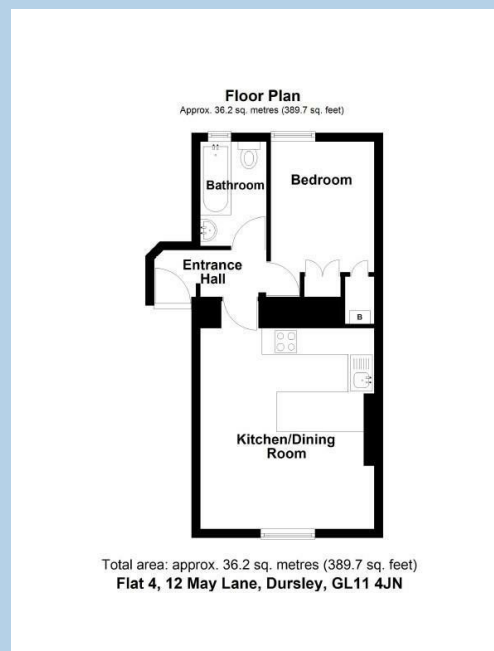 Floor Plan
Approx. 36.2 sq. metres (389.7 sq. feet)
Bathroom
Bedroom
Entrance
Hall
B
Kitchen/Dining
Room
Total area: approx. 36.2 sq. metres (389.7 sq. feet)
Flat 4, 12 May Lane, Dursley, GL11 4JN